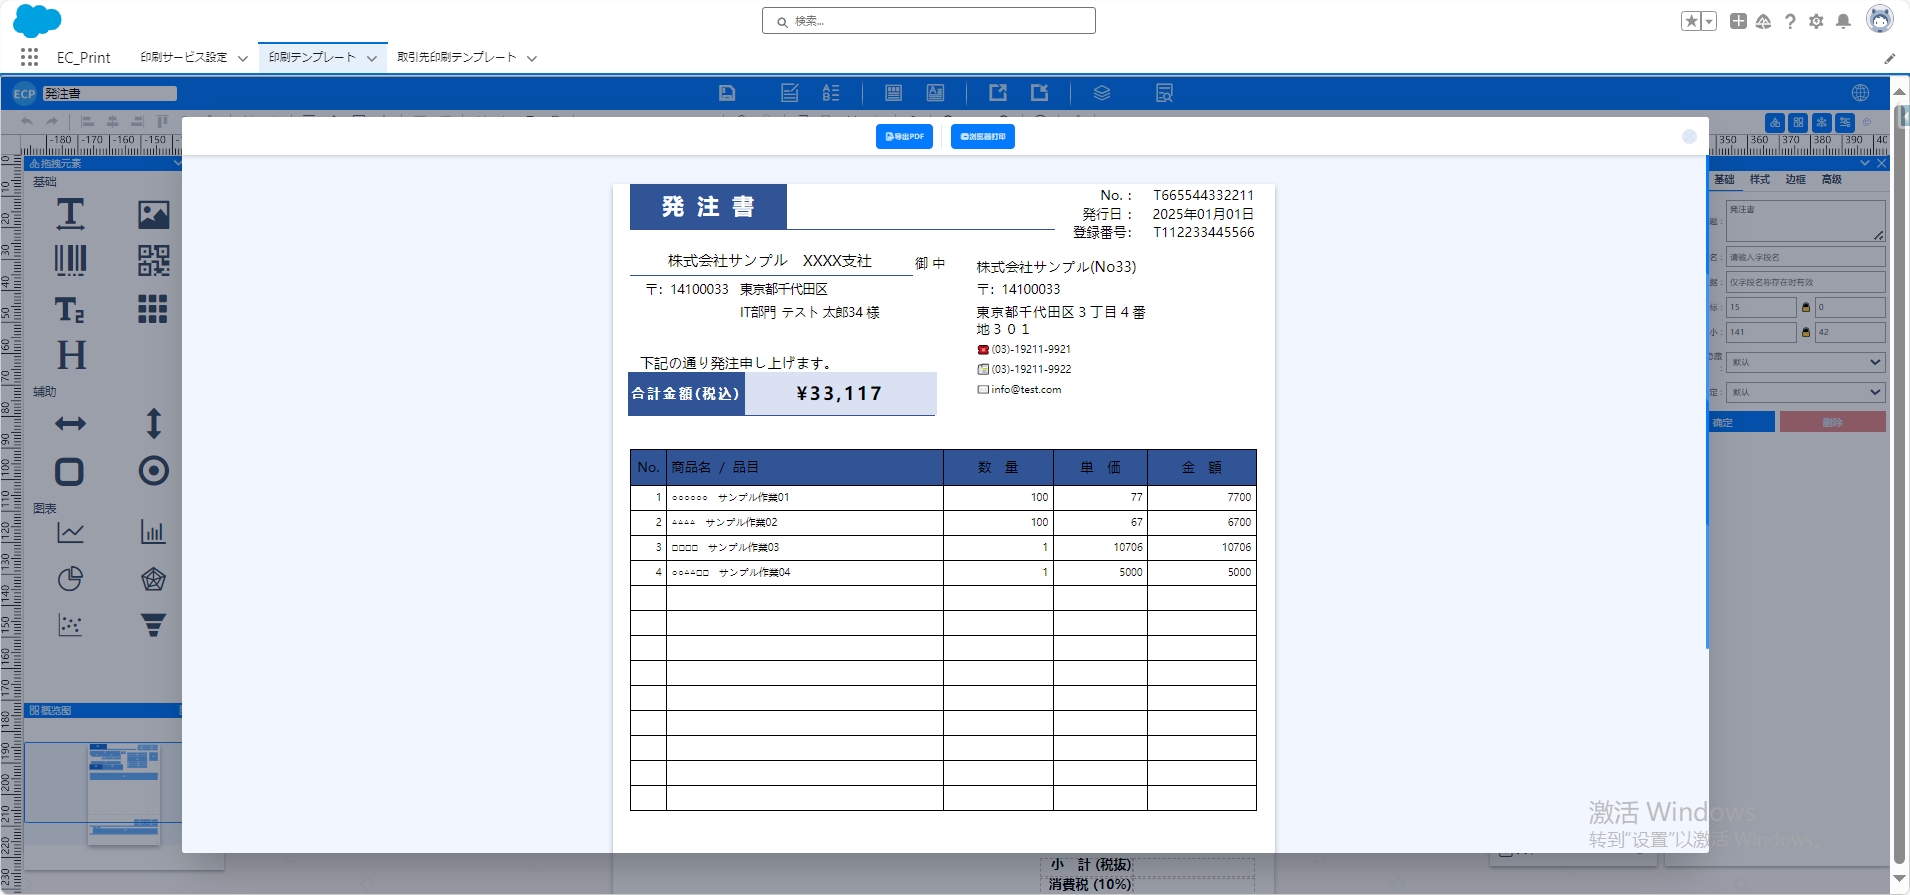 検索...
EC_Print
印刷サービス設定
印刷テンプレート
取引先印刷テンプレート
ECP
発注書
导出PDF
浏览器打印
-180
-170
-160
-150
350
360
370
380
拖拽元素
基础
辅助
图表
概览图
基础
样式
边框
高级
发注書
请输入字段名
仅字段名称存在时有效
15
0
141
42
默认
默认
确定
删除
発 注 書
No. : T665544332211
発行日 : 2025年01月01日
登録番号: T112233445566
株式会社サンプル XXXX支社
御 中
〒: 14100033 東京都千代田区
IT部門 テスト 太郎34 様
株式会社サンプル(No33)
〒: 14100033
東京都千代田区３丁目４番
地３０１
(03)-19211-9921
(03)-19211-9922
info@test.com
下記の通り発注申し上げます。
合計金額(税込)
¥33,117
No. 商品名 / 品目 数 量 単 価 金 額
1 ○○○○○○ サンプル作業01 100 77 7700
2 △△△△ サンプル作業02 100 67 6700
3 □□□□ サンプル作業03 1 10706 10706
4 ○○△△□□ サンプル作業04 1 5000 5000
小 計 (税抜)
消費税 (10%)
激活 Windows
转到"设置"以激活 Windows。